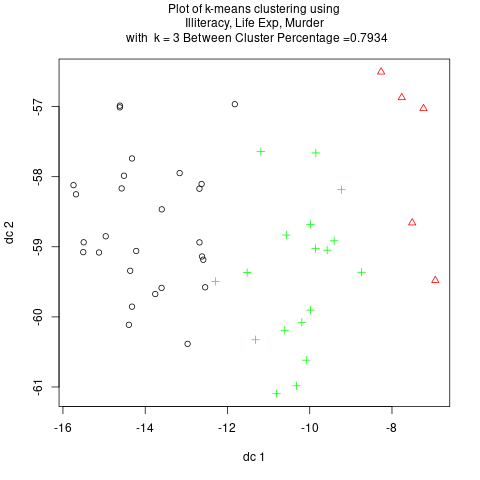 Plot of k-means clustering using
Illiteracy, Life Exp, Murder
with k = 3 Between Cluster Percentage =0.7934
-57
-58
-59
-60
-61
dc 2
-16 -14 -12 -10 -8
dc 1